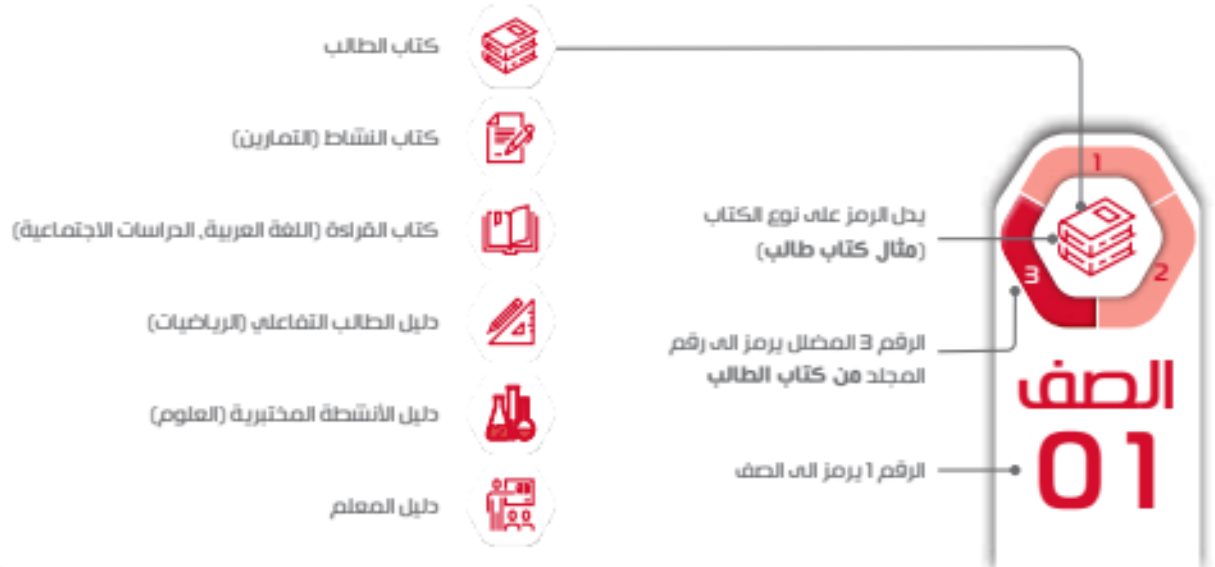 كتاب الطالب
كتاب النشاط (التمارين)
كتاب القراءة (اللغة العربية، الدراسات الاجتماعية)
دليل الطالب التفاعلي (الرياضيات)
دليل الأنشطة المختبرية (العلوم)
دليل المعلم
1
2
3
يدل الرمز على نوع الكتاب
(مثال كتاب طالب)
الرقم 3 المضلل يرمز الى رقم
المجلد من كتاب الطالب
الرقم 1 يرمز الى الصف
الصف
01